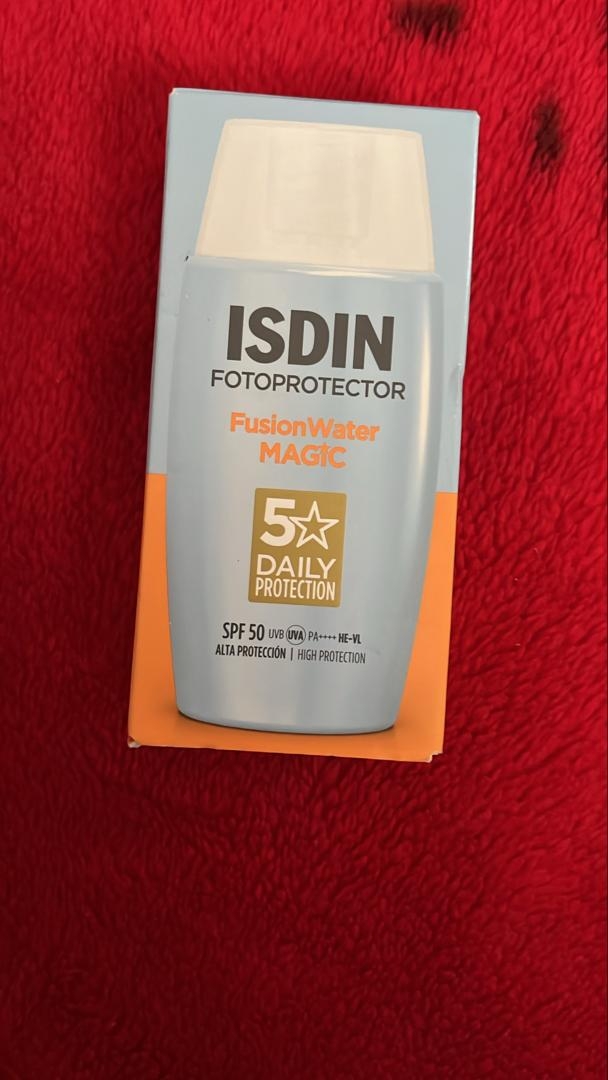 ISDIN
FOTOPROTECTOR
FusionWater
MAGIC
5☆
DAILY
PROTECTION
SPF 50 UVB UVA PA++++ HE-VL
ALTA PROTECCIÓN | HIGH PROTECTION